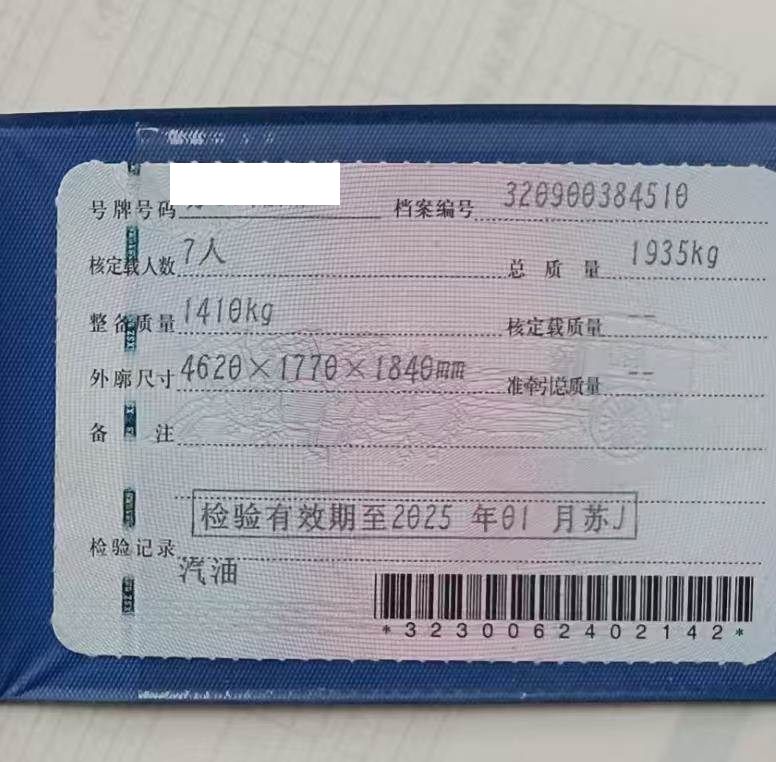 号牌号码 档案编号 320900384510
核定载人数 7人 总质量 1935kg
整备质量 1410kg 核定载质量 --
外廓尺寸 4620×1770×1840mm 准牵引总质量 --
备注
检验有效期至2025 年01 月苏J
检验记录
汽油
*3230062402142*